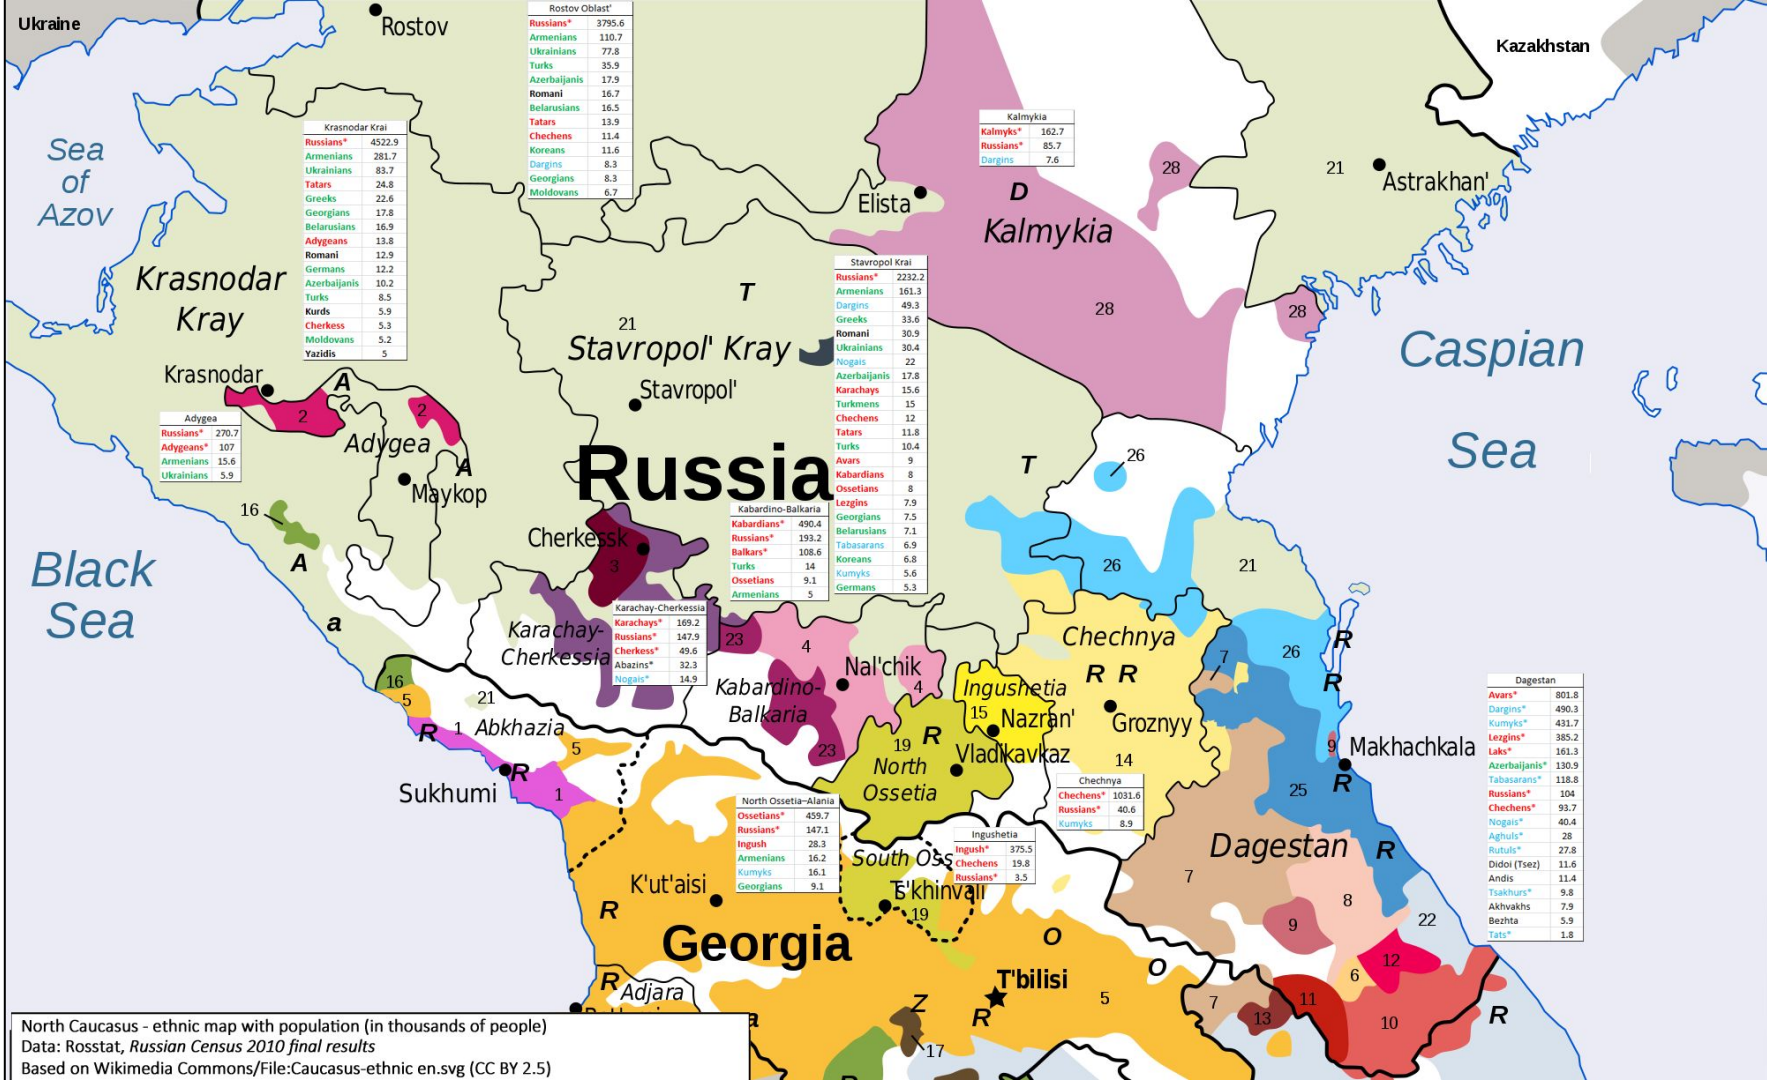 Ukraine
Rostov
Kazakhstan
Rostov Oblast'
Russians* 3795.6
Armenians 110.7
Ukrainians 77.8
Turks 35.9
Azerbaijanis 17.9
Romani 16.7
Belarusians 16.5
Tatars 13.9
Chechens 11.4
Koreans 11.6
Dargins 8.3
Georgians 8.3
Moldovans 6.7
Krasnodar Krai
Russians* 4522.9
Armenians 281.7
Ukrainians 83.7
Tatars 24.8
Greeks 22.6
Georgians 17.8
Belarusians 16.9
Adygeans 13.8
Romani 12.9
Germans 12.2
Azerbaijanis 10.2
Turks 8.5
Kurds 5.9
Cherkess 5.3
Moldovans 5.2
Yazidis 5
Kalmykia
Kalmyks* 162.7
Russians* 85.7
Dargins 7.6
Sea
of
Azov
28
21
Astrakhan'
Elista
D
Kalmykia
28
28
Krasnodar
Kray
T
21
Stavropol' Kray
Stavropol'
Stavropol Krai
Russians* 2232.2
Armenians 161.3
Dargins 49.3
Greeks 33.6
Romani 30.9
Ukrainians 30.4
Nogais 22
Azerbaijanis 17.8
Karachays 15.6
Turkmens 15
Chechens 12
Tatars 11.8
Turks 10.4
Avars 9
Kabardians 8
Ossetians 8
Lezgins 7.9
Georgians 7.5
Belarusians 7.1
Tabasarans 6.9
Koreans 6.8
Kumyks 5.6
Germans 5.3
Caspian
Sea
Krasnodar
A
2
2
Adygea
A
Maykop
Adygea
Russians* 270.7
Adygeans* 107
Armenians 15.6
Ukrainians 5.9
Russia
T
26
16
A
Black
Sea
a
Cherkessk
3
Kabardino-Balkaria
Kabardians* 490.4
Russians* 193.2
Balkars* 108.6
Turks 14
Ossetians 9.1
Armenians 5
26
21
Karachay-
Cherkessia
Karachay-Cherkessia
Karachays* 169.2
Russians* 147.9
Cherkess* 49.6
Abazins* 32.3
Nogais* 14.9
23
4
Nal'chik
4
Kabardino-
Balkaria
23
Chechnya
R R
Groznyy
14
Ingushetia
15
Nazran'
Vladikavkaz
19
R
North
Ossetia
7
26
R
R
9
Makhachkala
R
25
16
5
21
1
Abkhazia
R
5
R
Sukhumi
1
Chechnya
Chechens* 1031.6
Russians* 40.6
Kumyks 8.9
North Ossetia–Alania
Ossetians* 459.7
Russians* 147.1
Ingush 28.3
Armenians 16.2
Kumyks 16.1
Georgians 9.1
Ingushetia
Ingush* 375.5
Chechens 19.8
Russians* 3.5
Dagestan
Avars* 801.8
Dargins* 490.3
Kumyks* 431.7
Lezgins* 385.2
Laks* 161.3
Azerbaijanis* 130.9
Tabasarans* 118.8
Russians* 104
Chechens* 93.7
Nogais* 40.4
Aghuls* 28
Rutuls* 27.8
Didoi (Tsez) 11.6
Andis 11.4
Tsakhurs* 9.8
Akhvakhs 7.9
Bezhta 5.9
Tats* 1.8
Dagestan
R
7
8
9
22
12
6
South Oss
T's'khinvali
19
K'ut'aisi
R
Georgia
O
O
T'bilisi
R
5
7
13
11
10
R
R
Adjara
a
Z
17
North Caucasus - ethnic map with population (in thousands of people)
Data: Rosstat, Russian Census 2010 final results
Based on Wikimedia Commons/File:Caucasus-ethnic en.svg (CC BY 2.5)